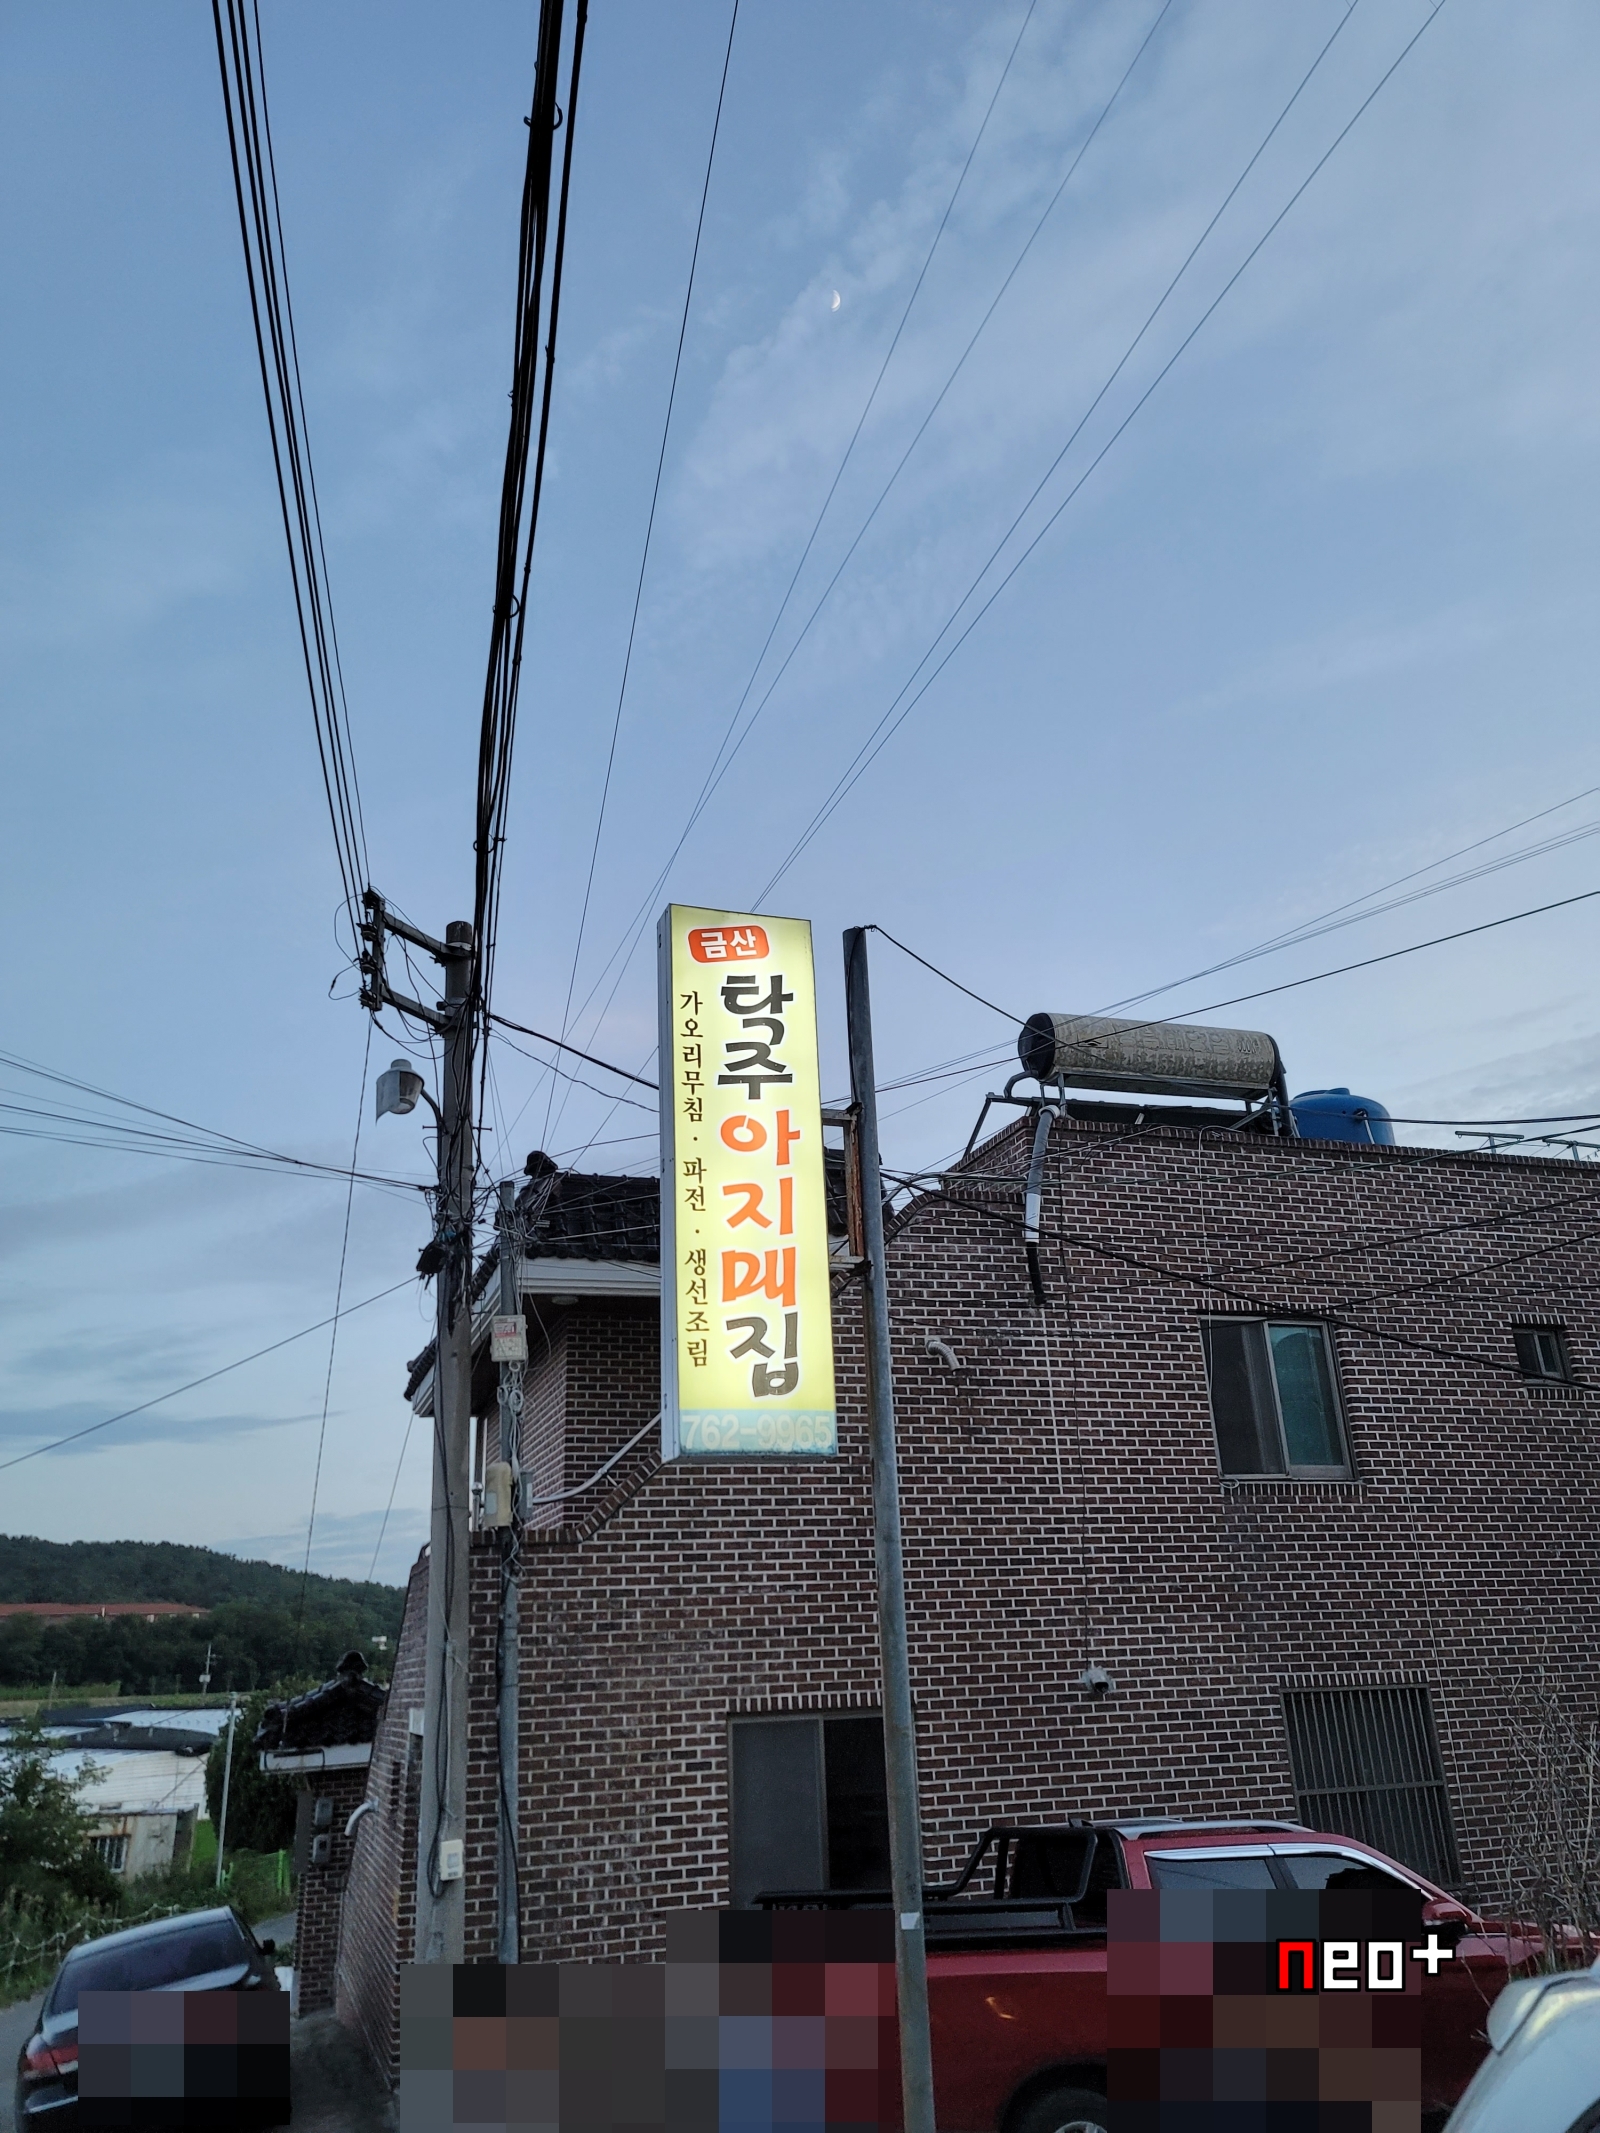 금산
탁주아지매집
가오리무침 · 파전 · 생선조림
762-9965
neo+